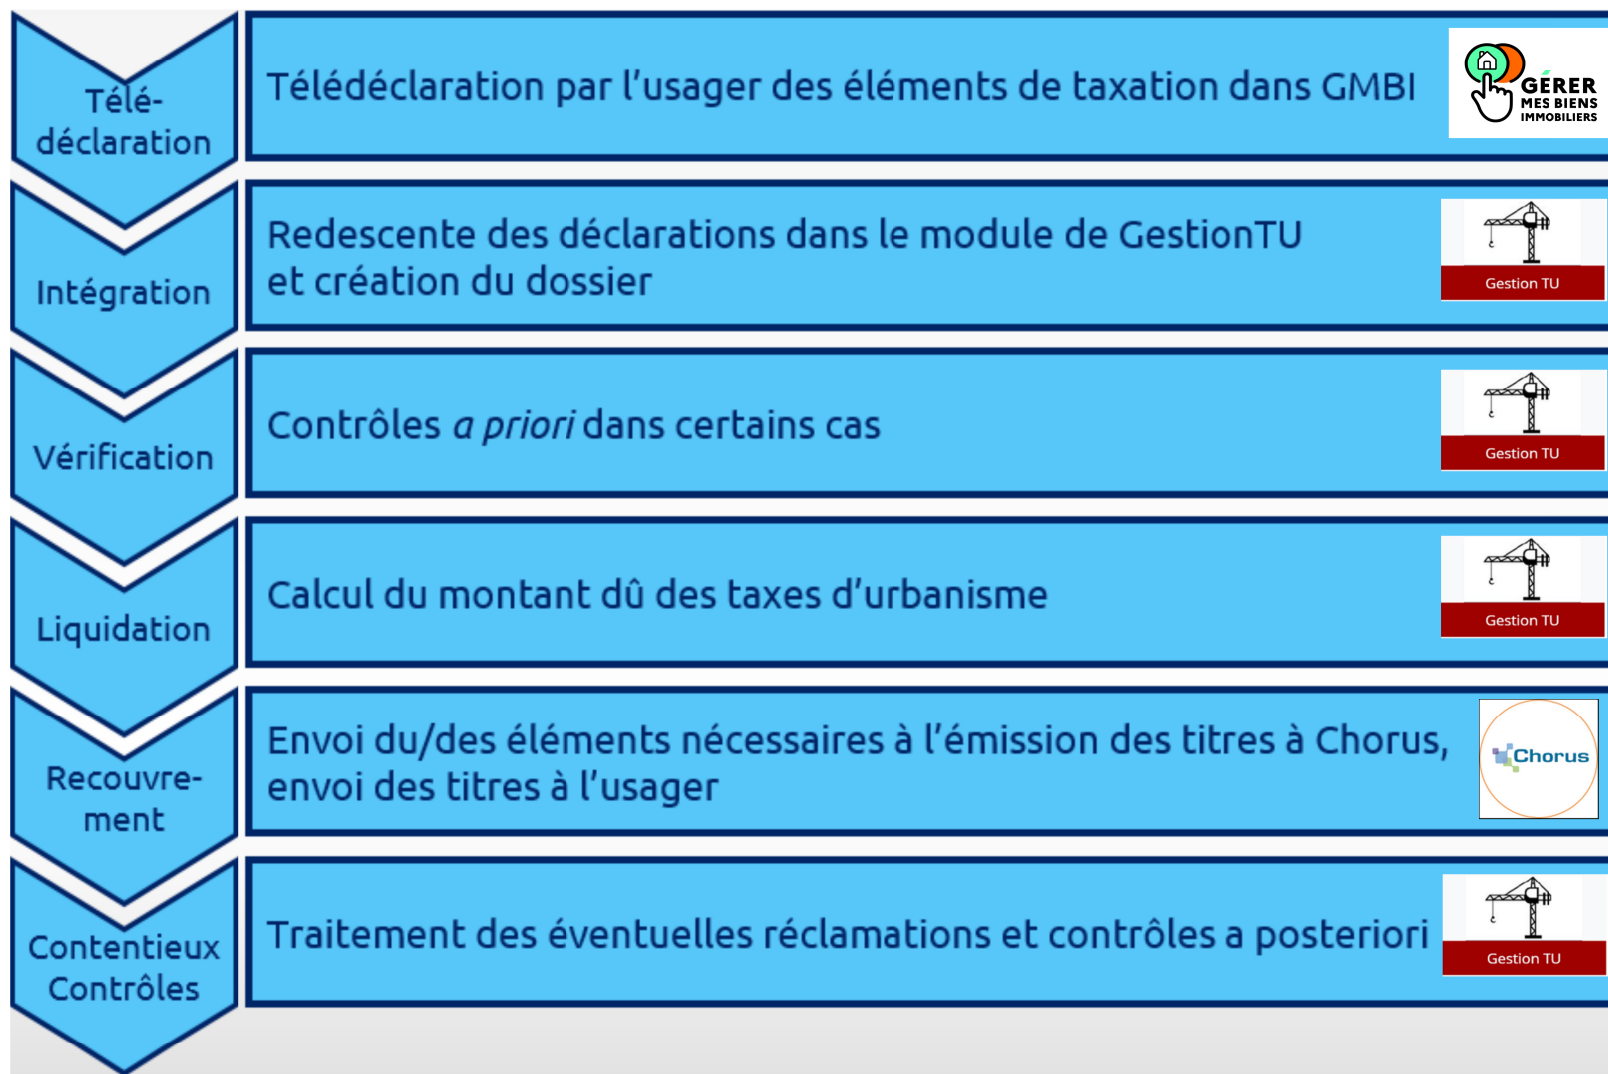 Télé-
déclaration
Télédéclaration par l’usager des éléments de taxation dans GMBI
GÉRER
MES BIENS
IMMOBILIERS
Intégration
Redescente des déclarations dans le module de GestionTU
et création du dossier
Gestion TU
Vérification
Contrôles a priori dans certains cas
Gestion TU
Liquidation
Calcul du montant dû des taxes d’urbanisme
Gestion TU
Recouvre-
ment
Envoi du/des éléments nécessaires à l’émission des titres à Chorus,
envoi des titres à l’usager
Chorus
Contentieux
Contrôles
Traitement des éventuelles réclamations et contrôles a posteriori
Gestion TU